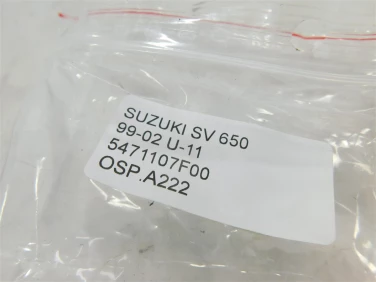 SUZUKI SV 650
99-02 U-11
5471107F00
OSP.A222